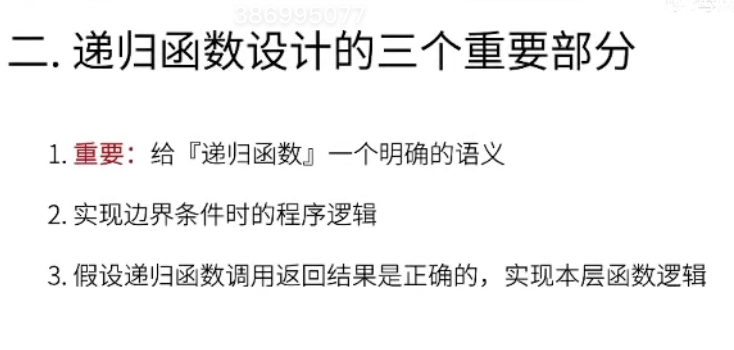 386995077
二. 递归函数设计的三个重要部分
1. 重要：给『递归函数』一个明确的语义
2. 实现边界条件时的程序逻辑
3. 假设递归函数调用返回结果是正确的，实现本层函数逻辑